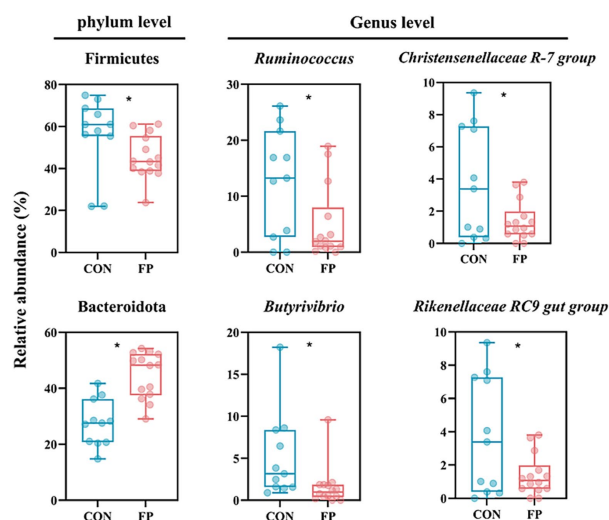 phylum level
Genus level
Firmicutes
Ruminococcus
Christensenellaceae R-7 group
80
60
40
20
0
*
CON
FP
30
20
10
0
*
CON
FP
10
8
6
4
2
0
*
CON
FP
Relative abundance (%)
Bacteroidota
Butyrivibrio
Rikenellaceae RC9 gut group
60
40
20
0
*
CON
FP
20
15
10
5
0
*
CON
FP
10
8
6
4
2
0
*
CON
FP